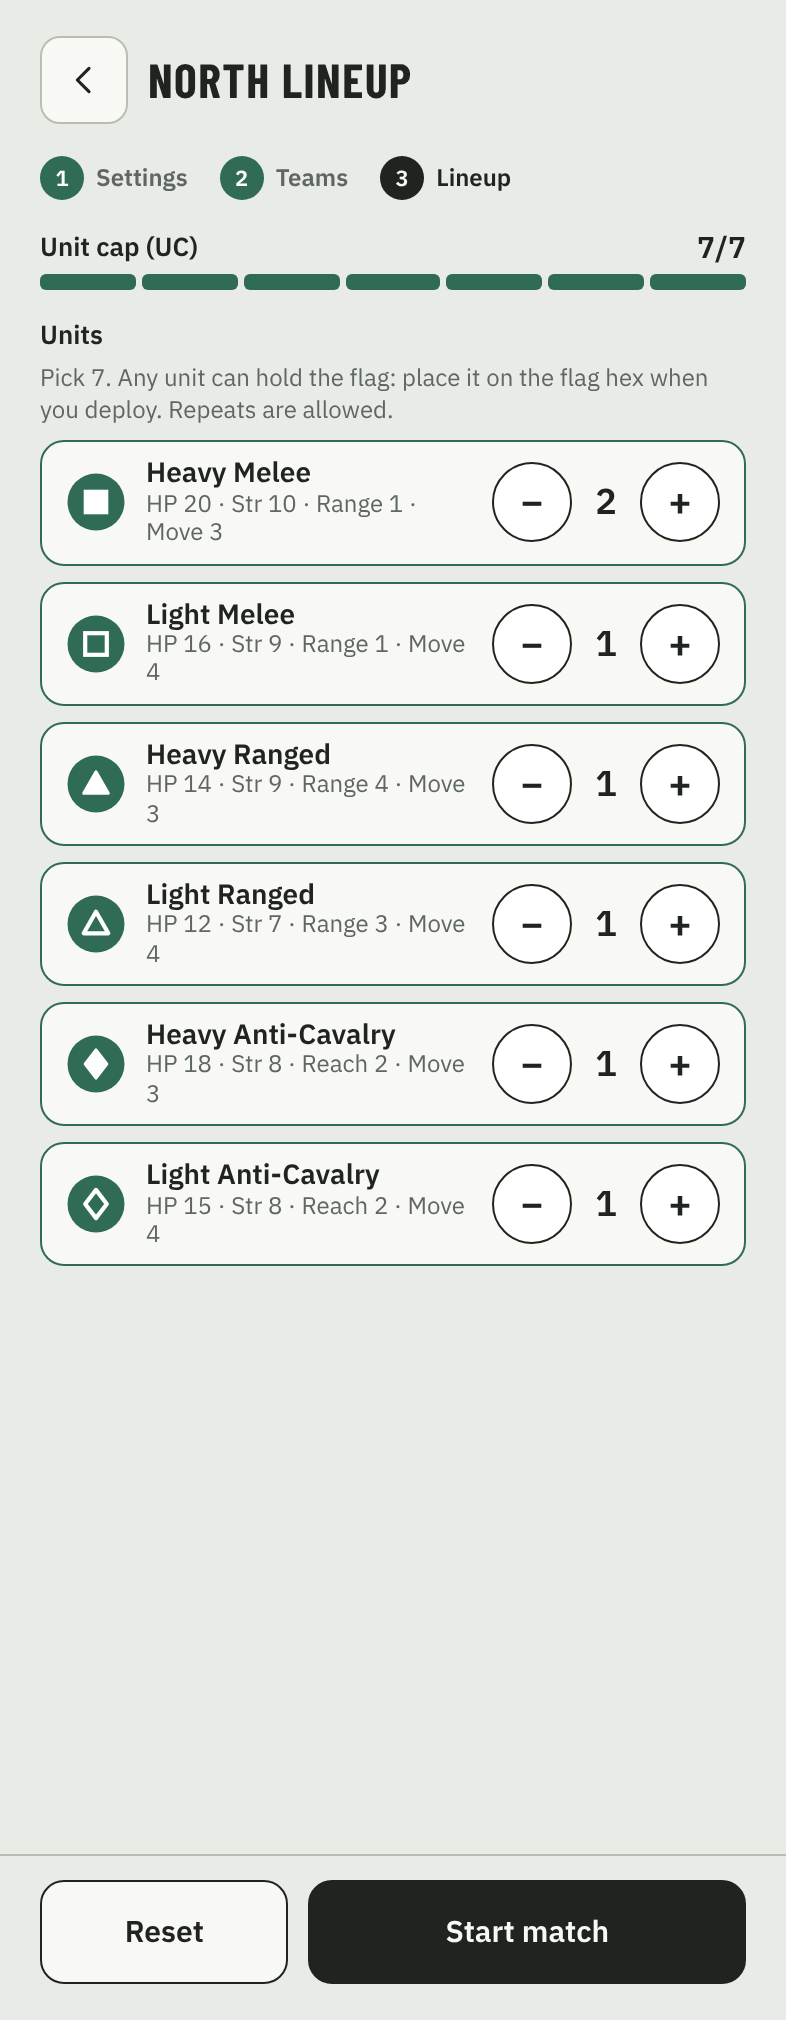 NORTH LINEUP
1 Settings 2 Teams 3 Lineup
Unit cap (UC) 7/7
Units
Pick 7. Any unit can hold the flag: place it on the flag hex when
you deploy. Repeats are allowed.
Heavy Melee
HP 20 · Str 10 · Range 1 ·
Move 3
− 2 +
Light Melee
HP 16 · Str 9 · Range 1 · Move
4
− 1 +
Heavy Ranged
HP 14 · Str 9 · Range 4 · Move
3
− 1 +
Light Ranged
HP 12 · Str 7 · Range 3 · Move
4
− 1 +
Heavy Anti-Cavalry
HP 18 · Str 8 · Reach 2 · Move
3
− 1 +
Light Anti-Cavalry
HP 15 · Str 8 · Reach 2 · Move
4
− 1 +
Reset Start match